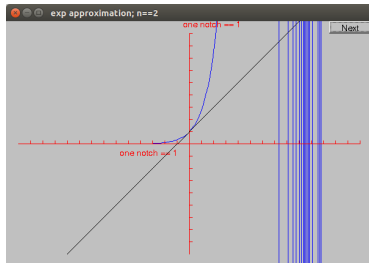 exp approximation; n==2
one notch == 1
Next
one notch == 1